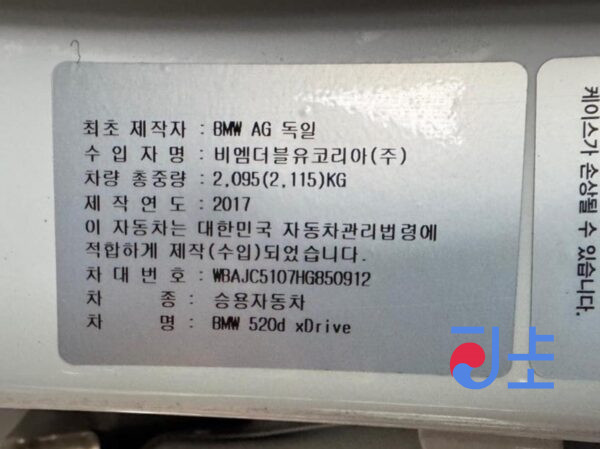 최초 제작자 : BMW AG 독일
수 입 자 명 : 비엠더블유코리아(주)
차량 총중량 : 2,095(2,115)KG
제 작 연 도 : 2017
이 자동차는 대한민국 자동차관리법령에
적합하게 제작(수입)되었습니다.
차 대 번 호 : WBAJC5107HG850912
차 종 : 승용자동차
차 명 : BMW 520d xDrive
케이스가 손상될 수 있습니다.